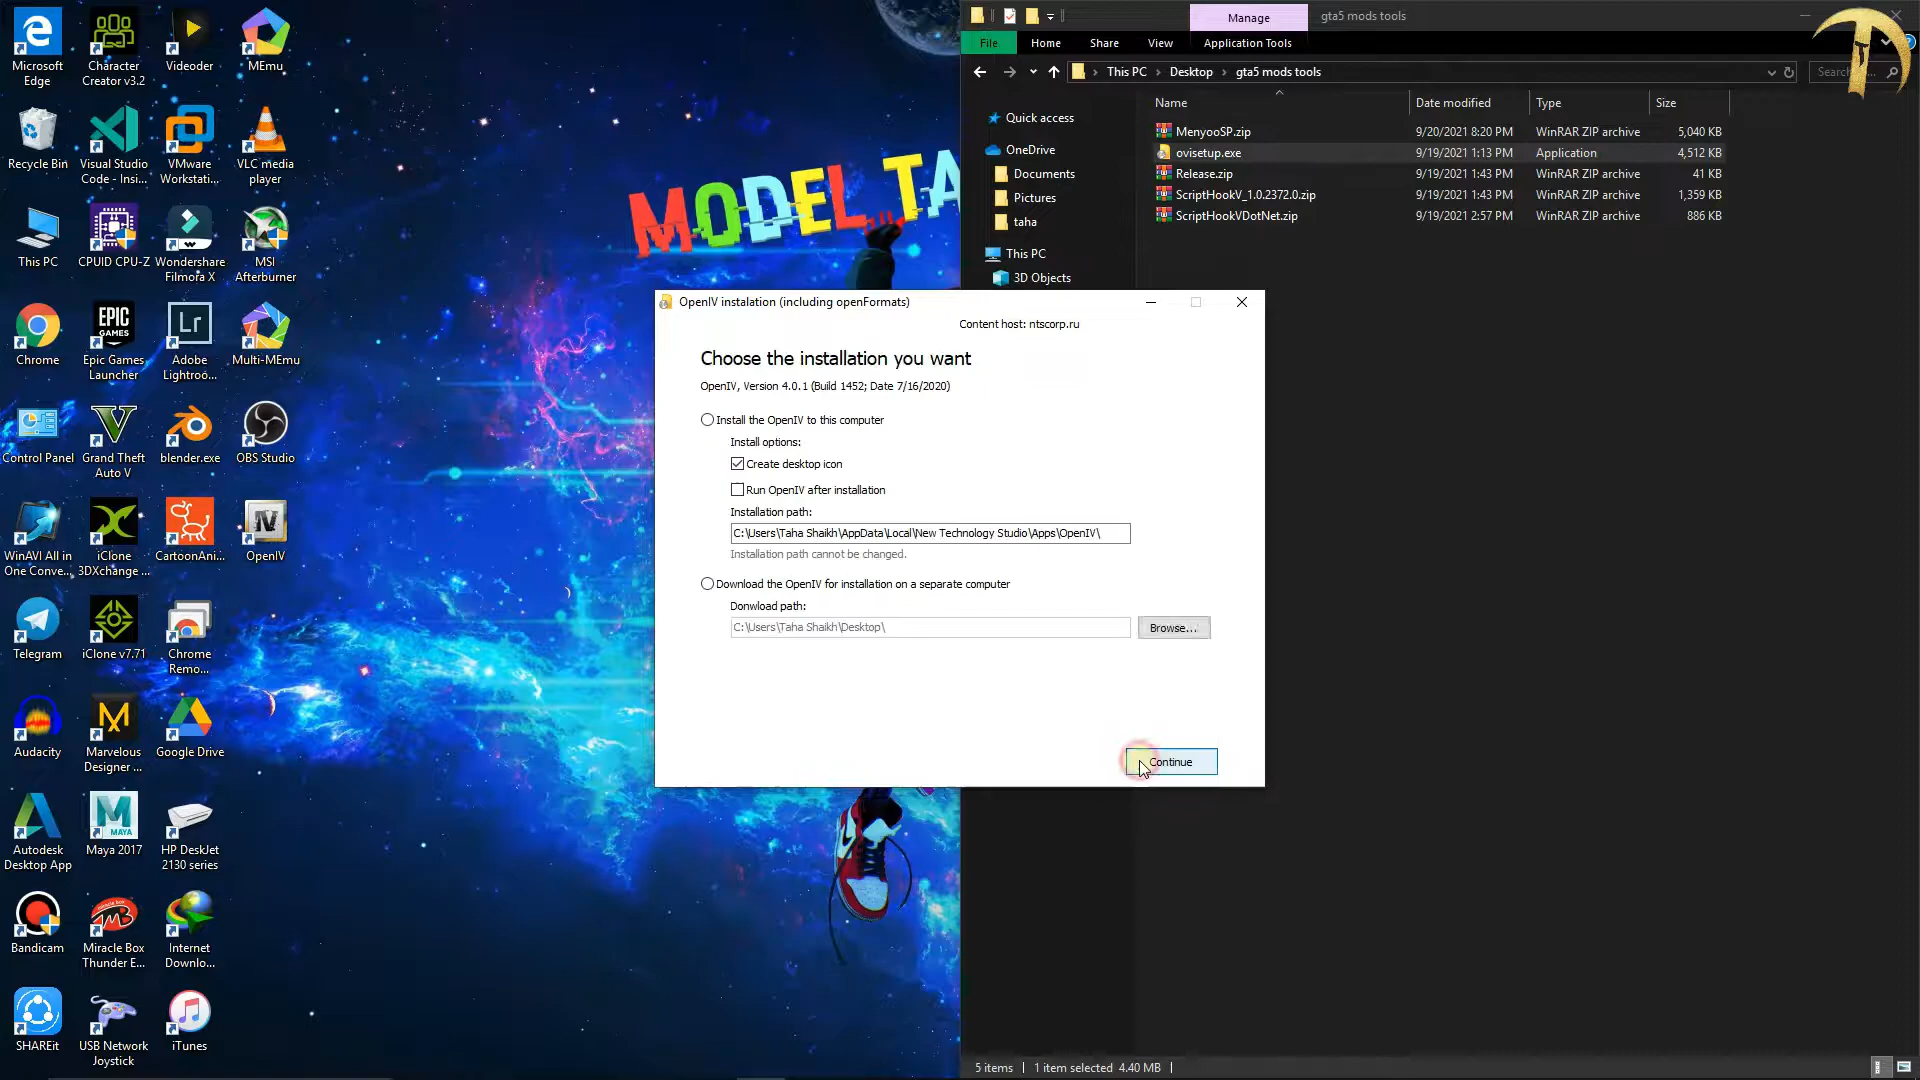 Microsoft
Edge
Character
Creator v3.2
Videoder
MEmu
Recycle Bin
Visual Studio
Code - Insi...
VMware
Workstati...
VLC media
player
This PC
CPUID CPU-Z
Wondershare
Filmora X
MSI
Afterburner
Chrome
EPIC
GAMES
Epic Games
Launcher
Lr
Adobe
Lightroo...
Multi-MEmu
Control Panel
Grand Theft
Auto V
blender.exe
OBS Studio
WinAVI All in
One Conve...
iClone
3DXchange ...
CartoonAni...
OpenIV
Telegram
iClone v7.71
Chrome
Remo...
Audacity
Marvelous
Designer ...
Google Drive
Autodesk
Desktop App
MAYA
Maya 2017
HP DeskJet
2130 series
Bandicam
Miracle Box
Thunder E...
Internet
Downlo...
SHAREit
USB Network
Joystick
iTunes
MODEL TA
Manage
gta5 mods tools
File
Home
Share
View
Application Tools
This PC
Desktop
gta5 mods tools
Quick access
OneDrive
Documents
Pictures
taha
This PC
3D Objects
Name Date modified Type Size
MenyooSP.zip 9/20/2021 8:20 PM WinRAR ZIP archive 5,040 KB
ovisetup.exe 9/19/2021 1:13 PM Application 4,512 KB
Release.zip 9/19/2021 1:43 PM WinRAR ZIP archive 41 KB
ScriptHookV_1.0.2372.0.zip 9/19/2021 1:43 PM WinRAR ZIP archive 1,359 KB
ScriptHookVDotNet.zip 9/19/2021 2:57 PM WinRAR ZIP archive 886 KB
OpenIV instalation (including openFormats)
Content host: ntscorp.ru
Choose the installation you want
OpenIV, Version 4.0.1 (Build 1452; Date 7/16/2020)
Install the OpenIV to this computer
Install options:
Create desktop icon
Run OpenIV after installation
Installation path:
C:\Users\Taha Shaikh\AppData\Local\New Technology Studio\Apps\OpenIV\
Installation path cannot be changed.
Download the OpenIV for installation on a separate computer
Donwload path:
C:\Users\Taha Shaikh\Desktop\
Browse...
Continue
5 items
1 item selected 4.40 MB